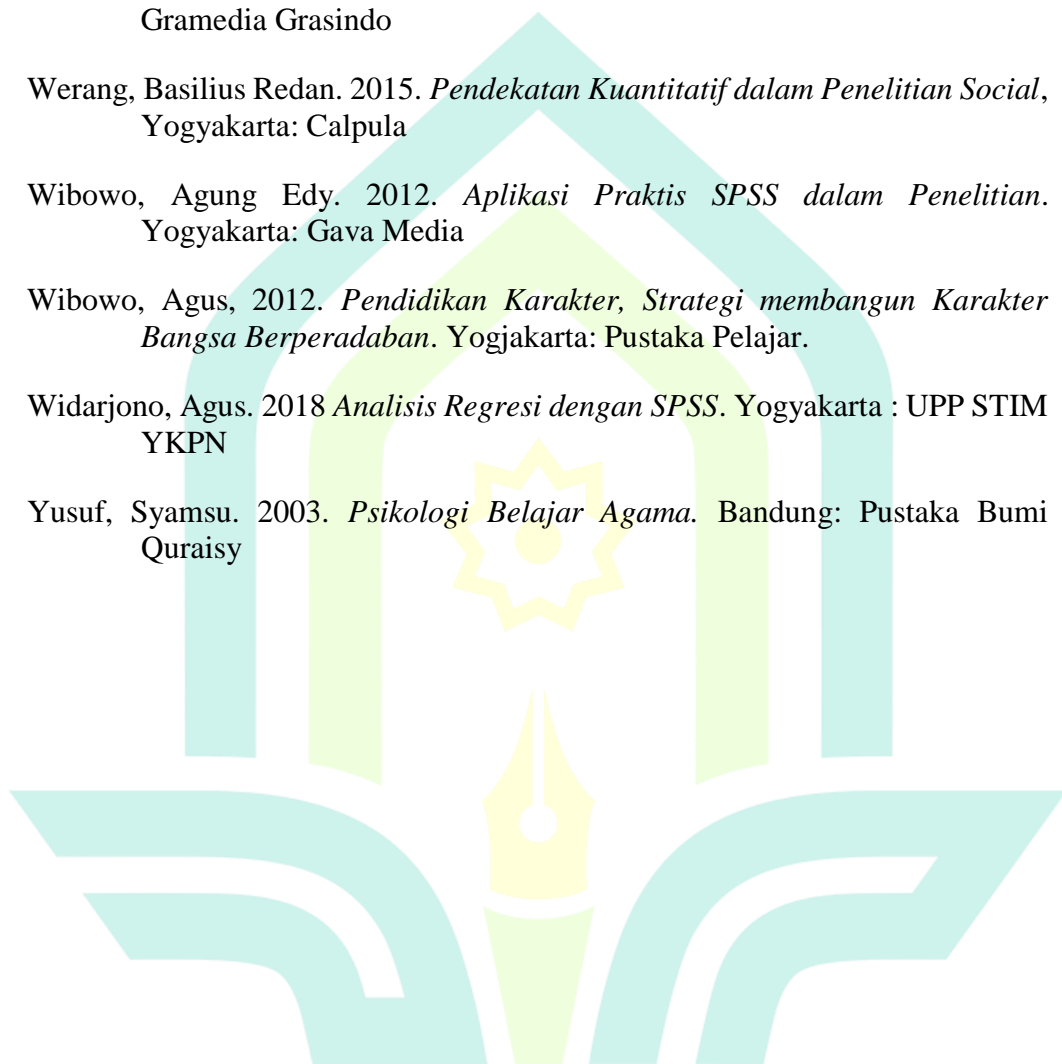 Gramedia Grasindo
Werang, Basilius Redan. 2015. Pendekatan Kuantitatif dalam Penelitian Social,
Yogyakarta: Calpula
Wibowo, Agung Edy. 2012. Aplikasi Praktis SPSS dalam Penelitian.
Yogyakarta: Gava Media
Wibowo, Agus, 2012. Pendidikan Karakter, Strategi membangun Karakter
Bangsa Berperadaban. Yogjakarta: Pustaka Pelajar.
Widarjono, Agus. 2018 Analisis Regresi dengan SPSS. Yogyakarta : UPP STIM
YKPN
Yusuf, Syamsu. 2003. Psikologi Belajar Agama. Bandung: Pustaka Bumi
Quraisy